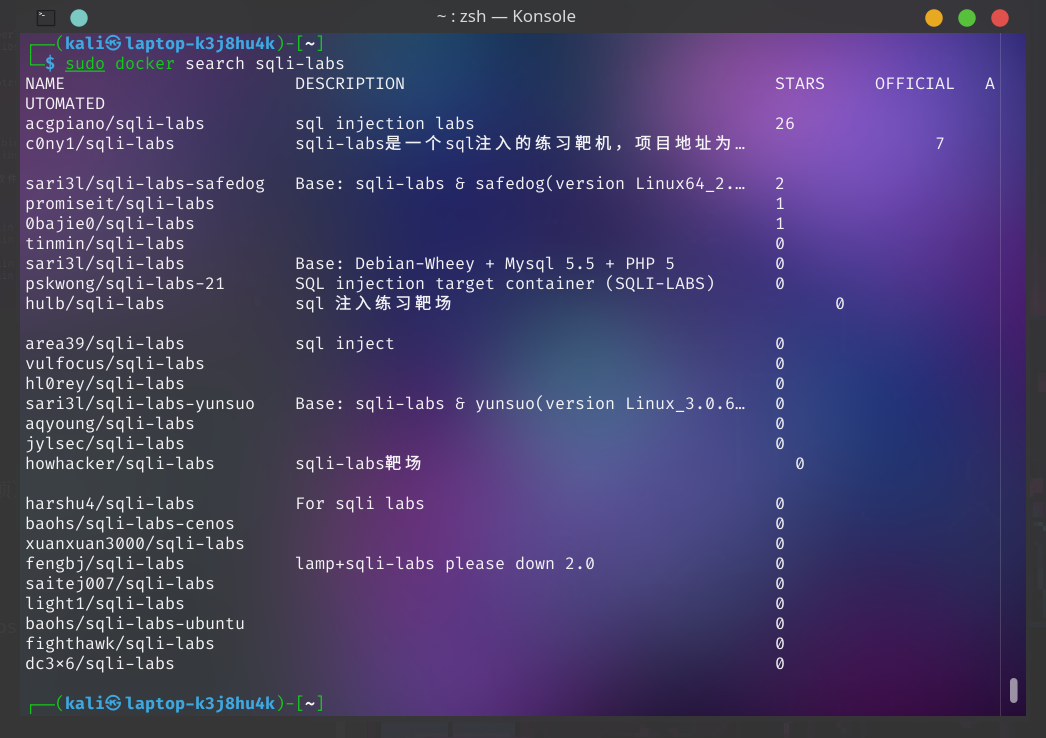 ~ : zsh — Konsole
┌──(kali㉿laptop-k3j8hu4k)-[~]
└─$ sudo docker search sqli-labs
NAME                       DESCRIPTION                                     STARS     OFFICIAL   A
UTOMATED
acgpiano/sqli-labs         sql injection labs                              26
c0ny1/sqli-labs            sqli-labs是一个sql注入的练习靶机，项目地址为…                   7
sari3l/sqli-labs-safedog   Base: sqli-labs & safedog(version Linux64_2.…   2
promiseit/sqli-labs                                                        1
0bajie0/sqli-labs                                                          1
tinmin/sqli-labs                                                           0
sari3l/sqli-labs           Base: Debian-Wheey + Mysql 5.5 + PHP 5          0
pskwong/sqli-labs-21       SQL injection target container (SQLI-LABS)      0
hulb/sqli-labs             sql 注入练习靶场                                      0
area39/sqli-labs           sql inject                                      0
vulfocus/sqli-labs                                                         0
hl0rey/sqli-labs                                                           0
sari3l/sqli-labs-yunsuo    Base: sqli-labs & yunsuo(version Linux_3.0.6…   0
aqyoung/sqli-labs                                                          0
jylsec/sqli-labs                                                           0
howhacker/sqli-labs        sqli-labs靶场                                     0
harshu4/sqli-labs          For sqli labs                                   0
baohs/sqli-labs-cenos                                                      0
xuanxuan3000/sqli-labs                                                     0
fengbj/sqli-labs           lamp+sqli-labs please down 2.0                  0
saitej007/sqli-labs                                                        0
light1/sqli-labs                                                           0
baohs/sqli-labs-ubuntu                                                     0
fighthawk/sqli-labs                                                        0
dc3x6/sqli-labs                                                            0
┌──(kali㉿laptop-k3j8hu4k)-[~]